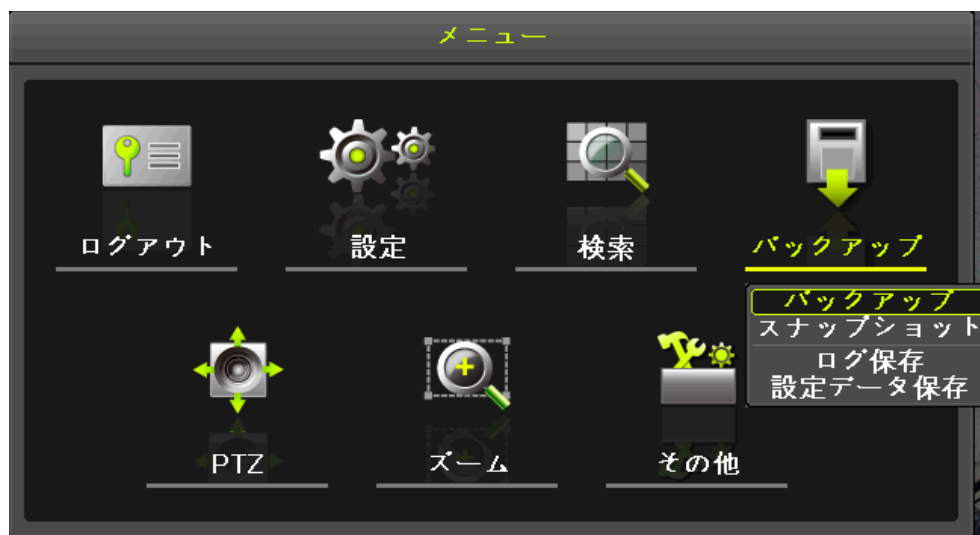 メニュー
ログアウト
設定
検索
バックアップ
バックアップ
スナップショット
ログ保存
設定データ保存
PTZ
ズーム
その他